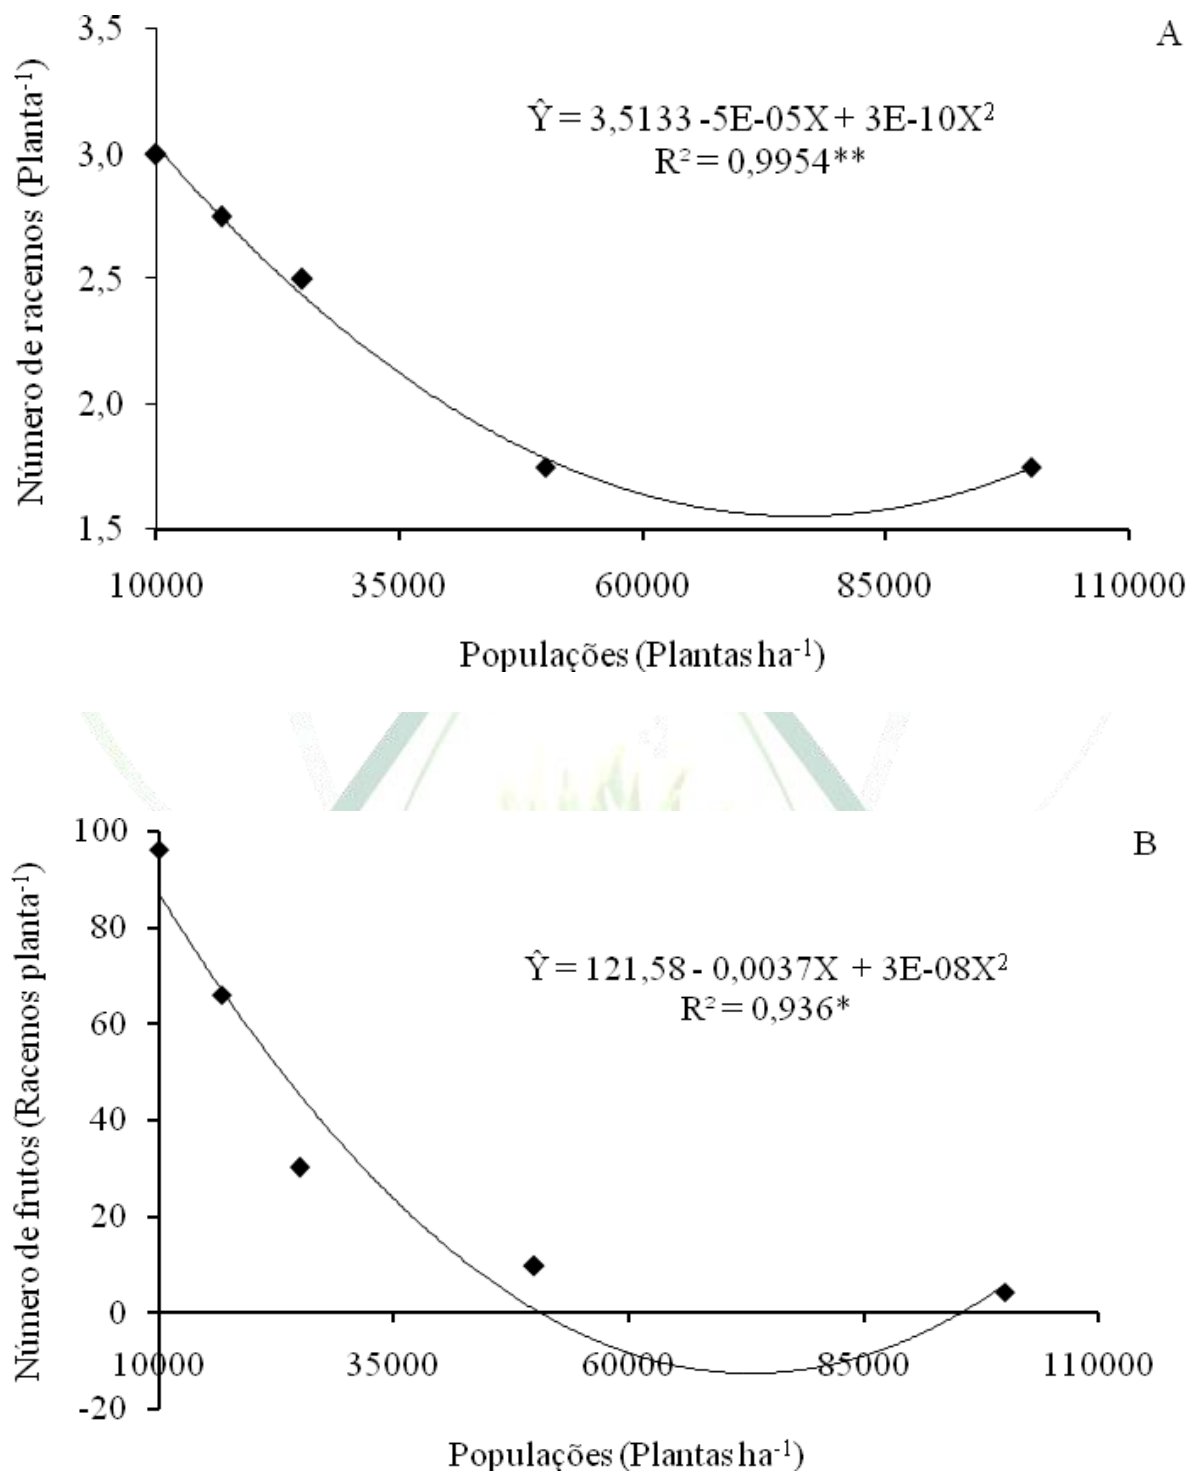 A
3,5
3,0
2,5
2,0
1,5
Número de racemos (Planta⁻¹)
Ŷ = 3,5133 -5E-05X + 3E-10X²
R² = 0,9954**
10000 35000 60000 85000 110000
Populações (Plantas ha⁻¹)
B
100
80
60
40
20
0
-20
Número de frutos (Racemos planta⁻¹)
Ŷ = 121,58 - 0,0037X + 3E-08X²
R² = 0,936*
10000 35000 60000 85000 110000
Populações (Plantas ha⁻¹)